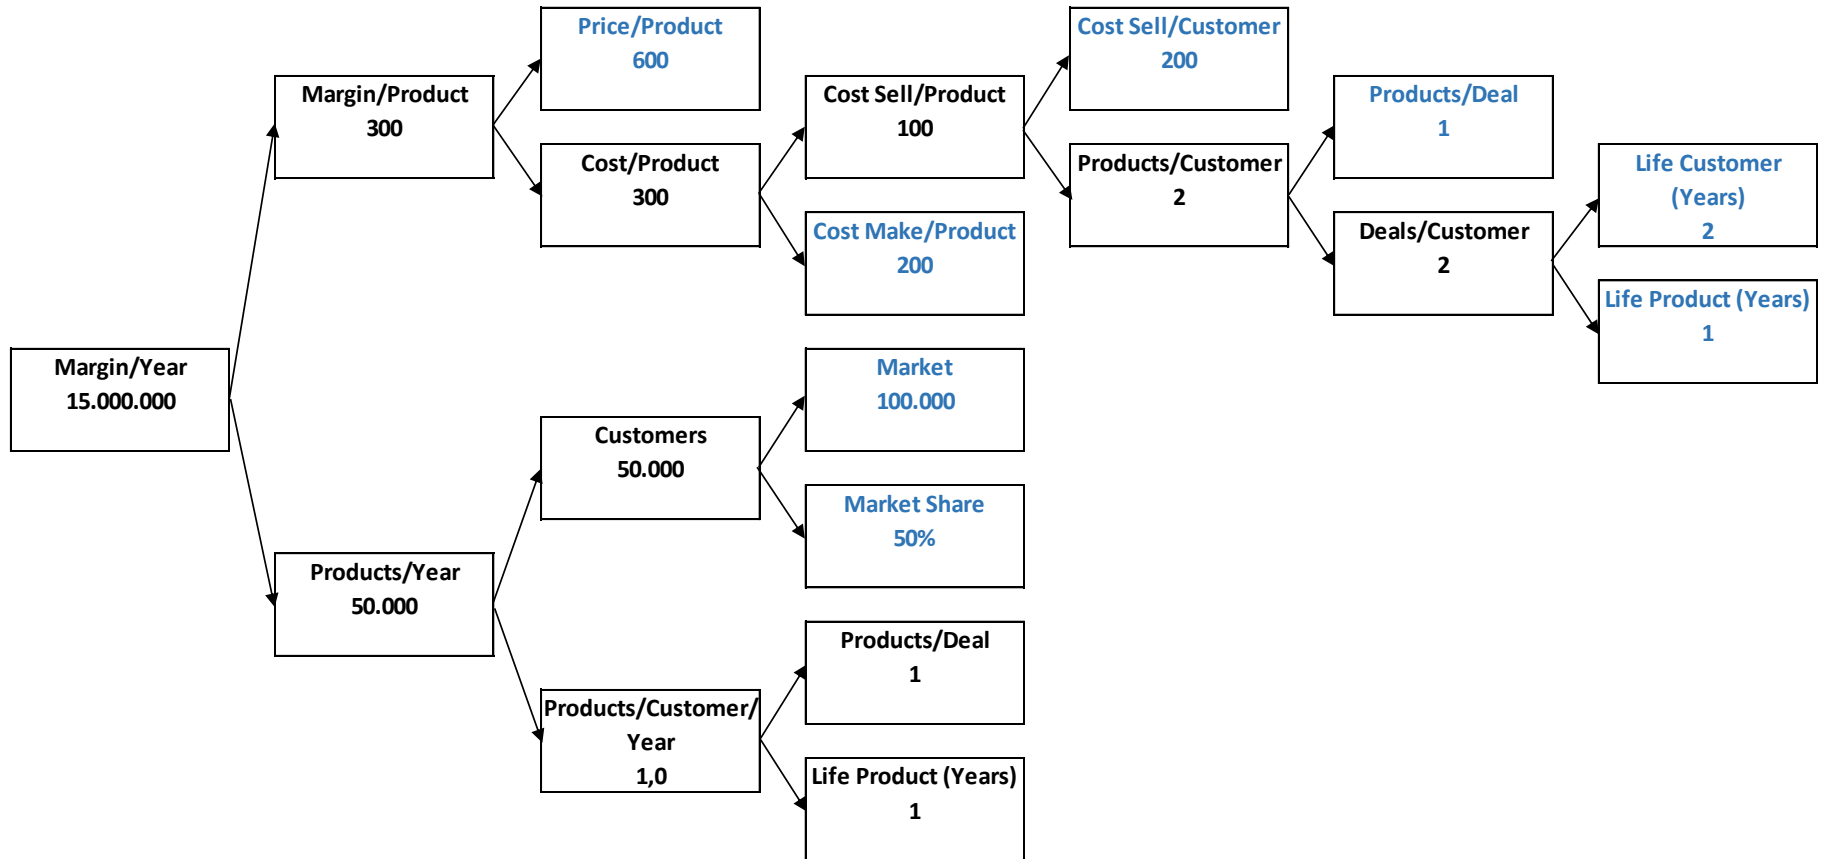 Price/Product
600
Cost Sell/Customer
200
Margin/Product
300
Cost Sell/Product
100
Products/Deal
1
Cost/Product
300
Products/Customer
2
Life Customer
(Years)
2
Cost Make/Product
200
Deals/Customer
2
Life Product (Years)
1
Margin/Year
15.000.000
Market
100.000
Customers
50.000
Market Share
50%
Products/Year
50.000
Products/Deal
1
Products/Customer/
Year
1,0
Life Product (Years)
1